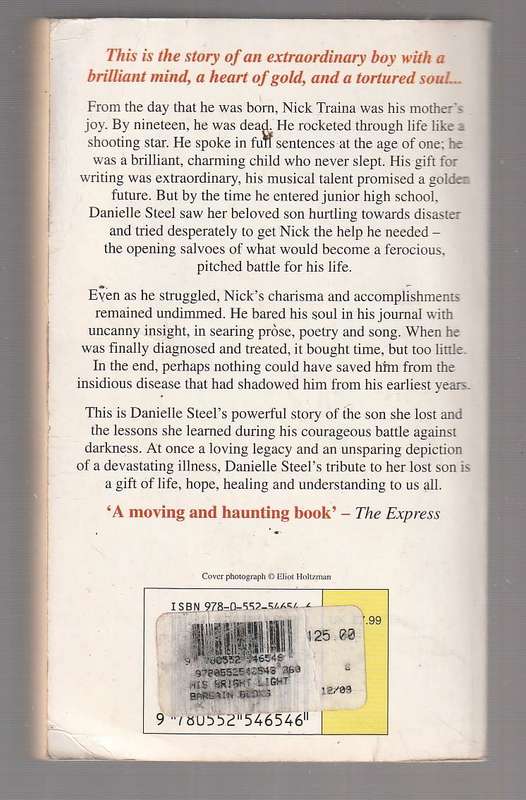 This is the story of an extraordinary boy with a
brilliant mind, a heart of gold, and a tortured soul...
From the day that he was born, Nick Traina was his mother's
joy. By nineteen, he was dead. He rocketed through life like a
shooting star. He spoke in full sentences at the age of one; he
was a brilliant, charming child who never slept. His gift for
writing was extraordinary, his musical talent promised a golden
future. But by the time he entered junior high school,
Danielle Steel saw her beloved son hurtling towards disaster
and tried desperately to get Nick the help he needed –
the opening salvoes of what would become a ferocious,
pitched battle for his life.
Even as he struggled, Nick's charisma and accomplishments
remained undimmed. He bared his soul in his journal with
uncanny insight, in searing prose, poetry and song. When he
was finally diagnosed and treated, it bought time, but too little.
In the end, perhaps nothing could have saved him from the
insidious disease that had shadowed him from his earliest years.
This is Danielle Steel's powerful story of the son she lost and
the lessons she learned during his courageous battle against
darkness. At once a loving legacy and an unsparing depiction
of a devastating illness, Danielle Steel's tribute to her lost son is
a gift of life, hope, healing and understanding to us all.
'A moving and haunting book' – The Express
Cover photograph © Eliot Holtzman
ISBN 978-0-552-54654-6
.99
125.00
9 780552 546546
HIS BRIGHT LIGHT
BARGAIN BOOKS
12/09
9 780552 546546